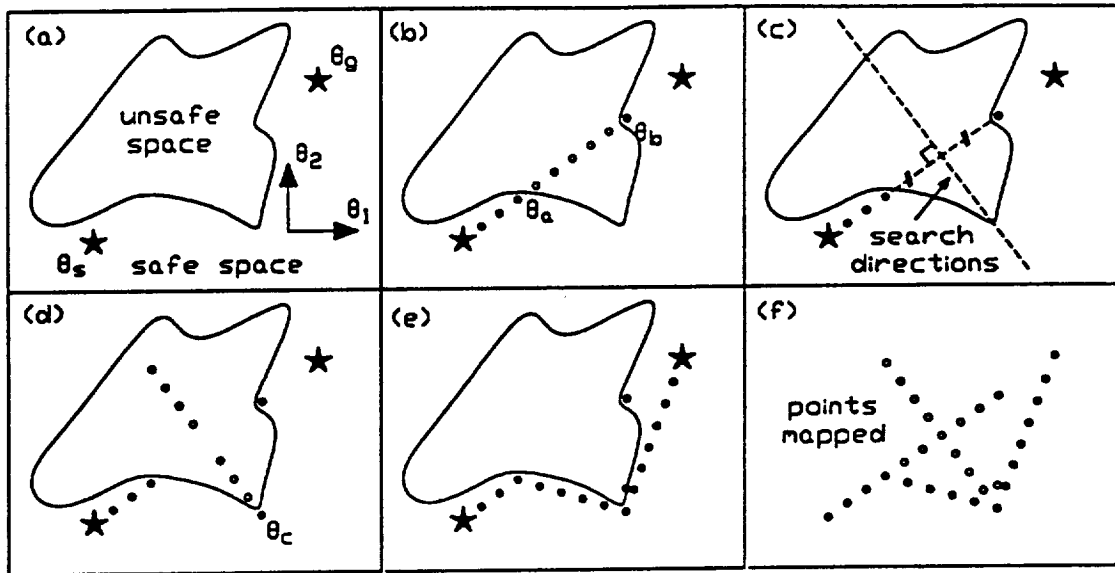 (a)
θg
unsafe
space
θ2
θ1
θs
safe space
(b)
θb
θa
(c)
search
directions
(d)
θc
(e)
(f)
points
mapped